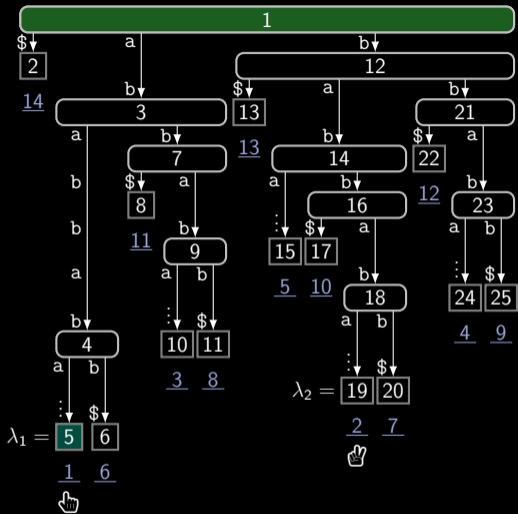 1
$ a b
2 12
b $ a b
14
3 13 21
a b b $ a
13
7 14 22
b $ a a b b
12
8 16 23
b b ⋮ $ a a b
11
9 15 17
a a b b ⋮ $
5 10
18 24 25
b ⋮ $ a b
4 9
4 10 11
a b ⋮ $
3 8
λ₂ = 19 20
⋮ $
2 7
λ₁ = 5 6
1 6